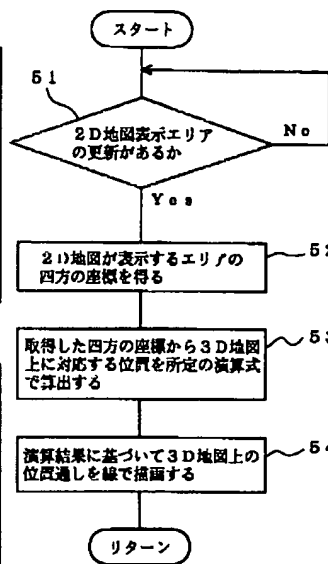 スタート
51
2D地図表示エリア
の更新があるか
No
Yes
52
2D地図が表示するエリアの
四方の座標を得る
53
取得した四方の座標から3D地図
上に対応する位置を所定の演算式
で算出する
54
演算結果に基づいて3D地図上の
位置通しを線で描画する
リターン